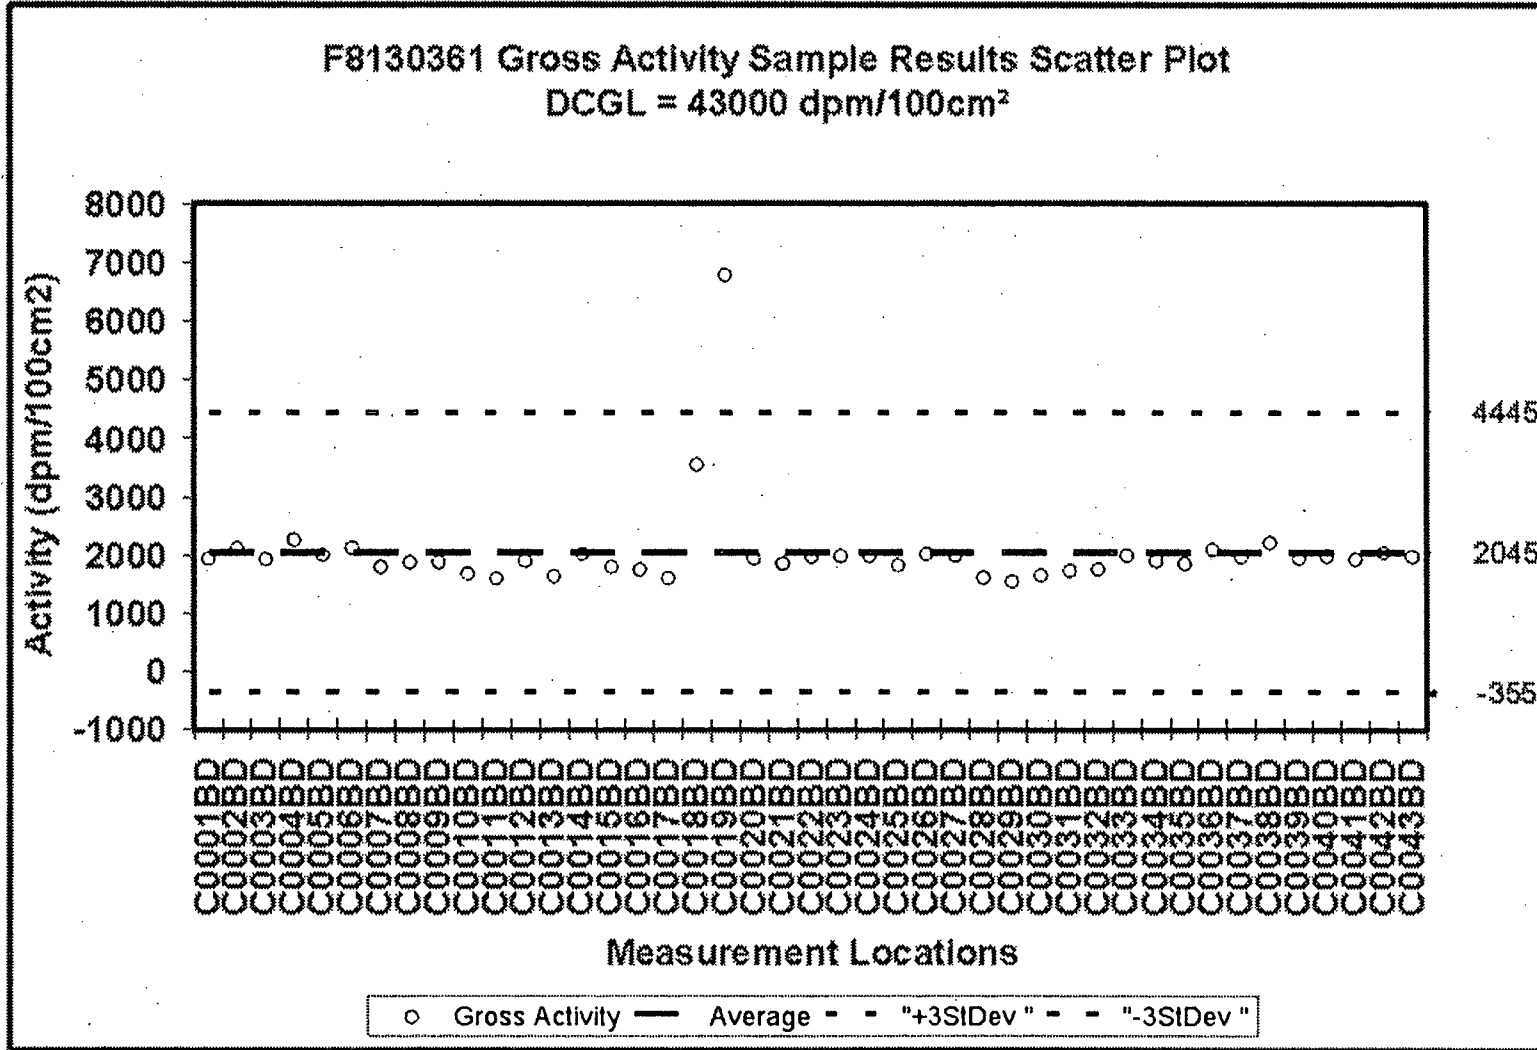 F8130361 Gross Activity Sample Results Scatter Plot
DCGL = 43000 dpm/100cm²
Activity (dpm/100cm2)
8000
7000
6000
5000
4000
3000
2000
1000
0
-1000
4445
2045
-355
C0001BD
C0002BD
C0003BD
C0004BD
C0005BD
C0006BD
C0007BD
C0008BD
C0009BD
C0010BD
C0011BD
C0012BD
C0013BD
C0014BD
C0015BD
C0016BD
C0017BD
C0018BD
C0019BD
C0020BD
C0021BD
C0022BD
C0023BD
C0024BD
C0025BD
C0026BD
C0027BD
C0028BD
C0029BD
C0030BD
C0031BD
C0032BD
C0033BD
C0034BD
C0035BD
C0036BD
C0037BD
C0038BD
C0039BD
C0040BD
C0041BD
C0042BD
C0043BD
Measurement Locations
Gross Activity Average "+3StDev " "-3StDev "